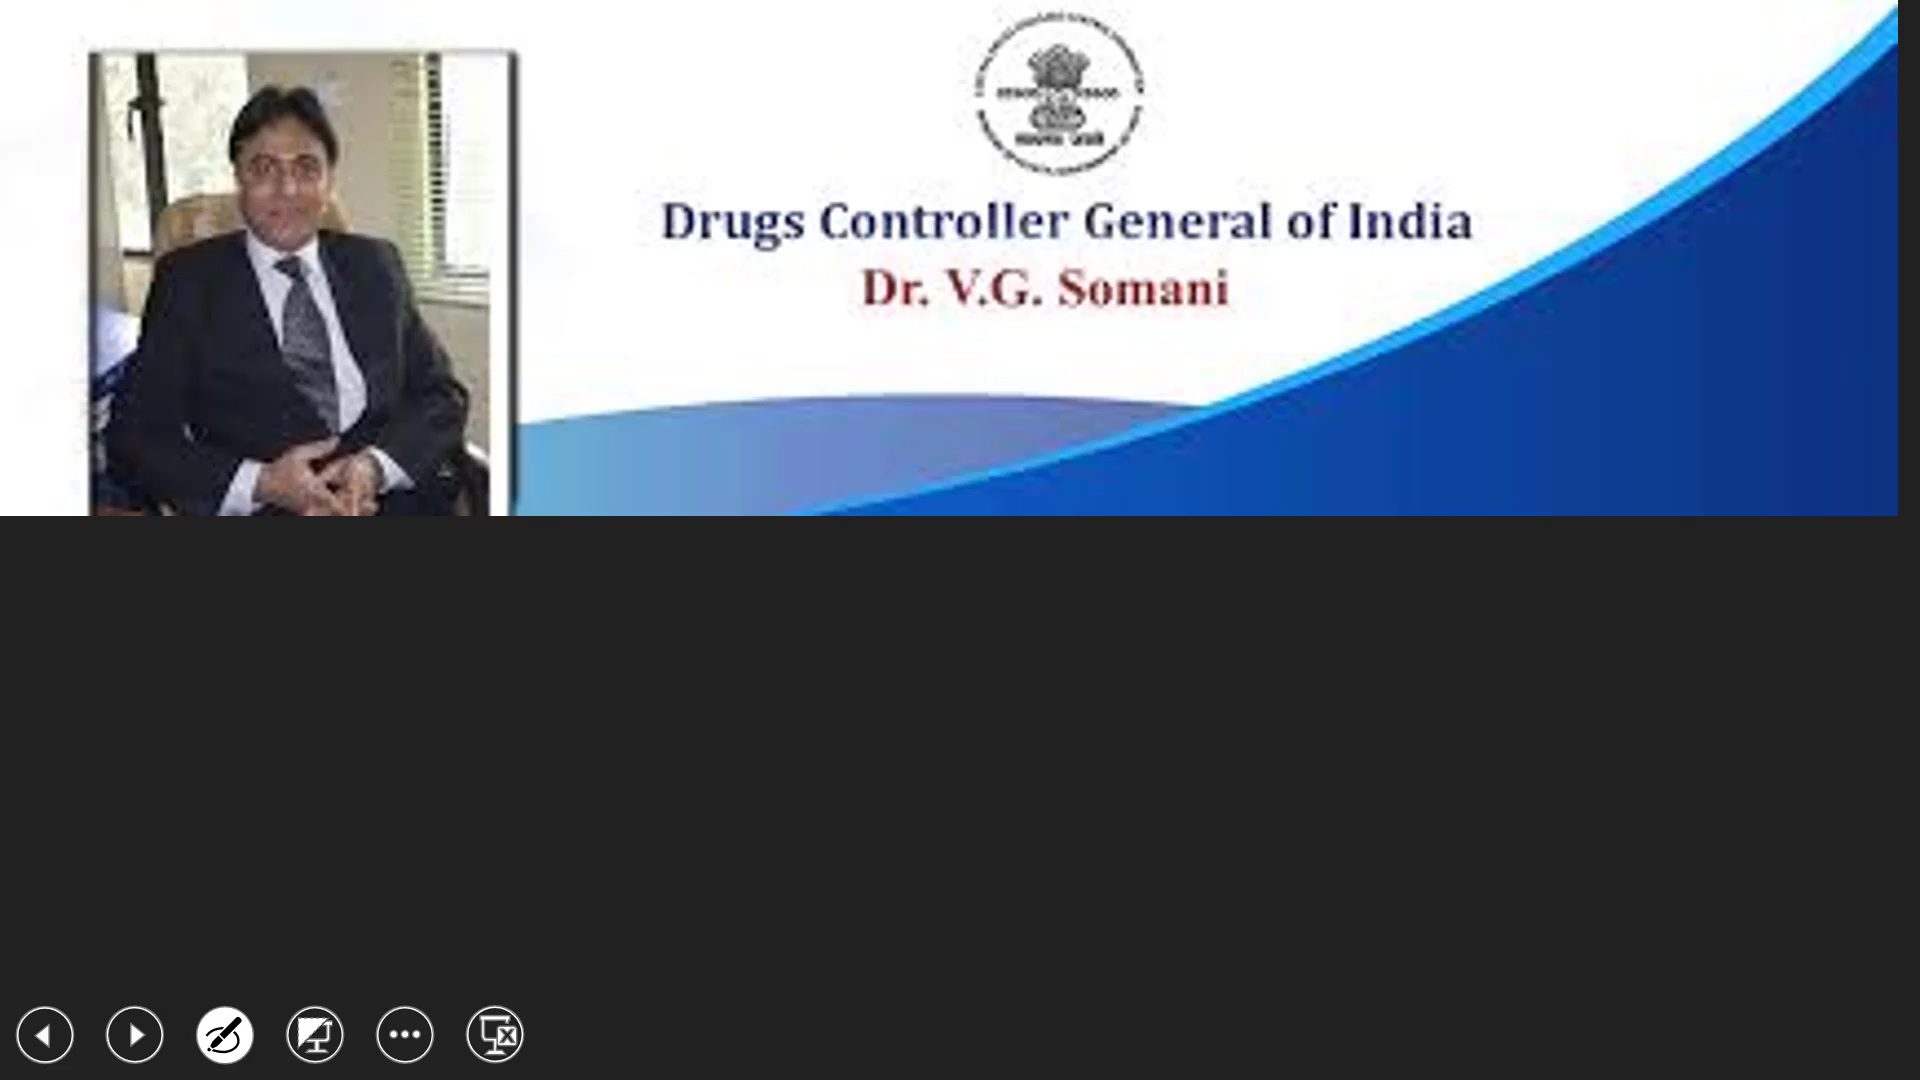 Drugs Controller General of India
Dr. V.G. Somani